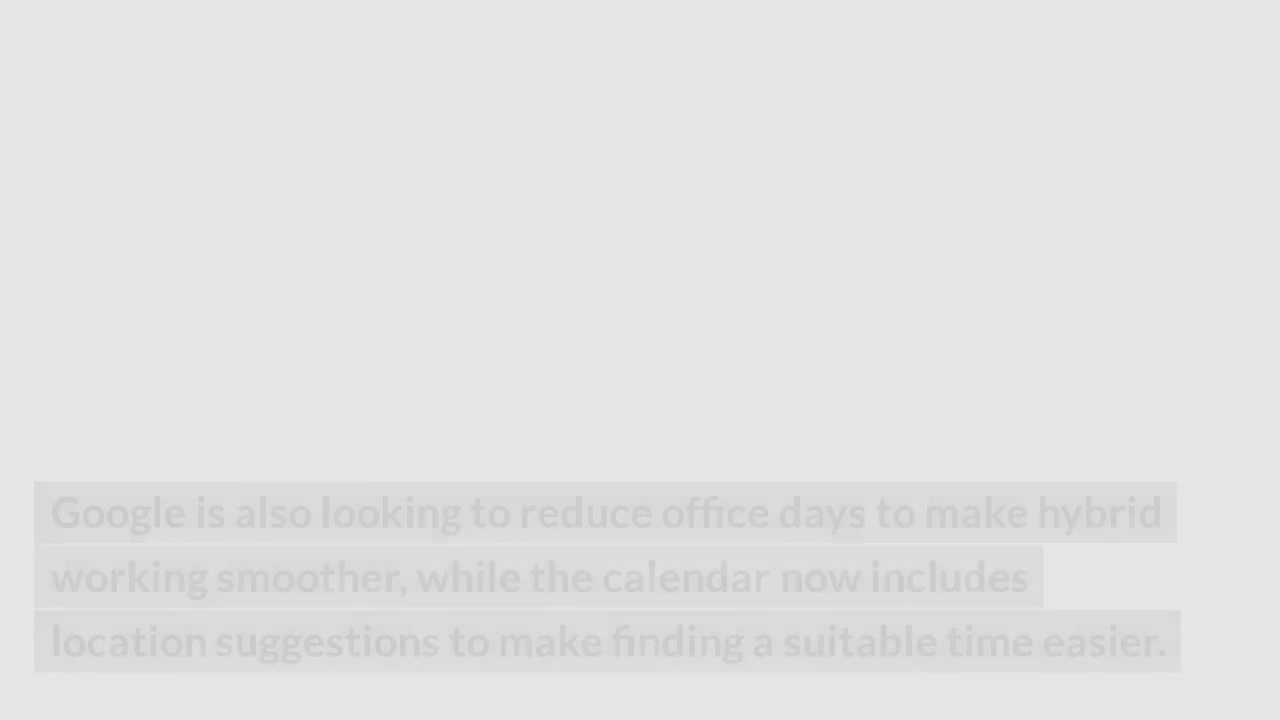 Google is also looking to reduce office days to make hybrid
working smoother, while the calendar now includes
location suggestions to make finding a suitable time easier.